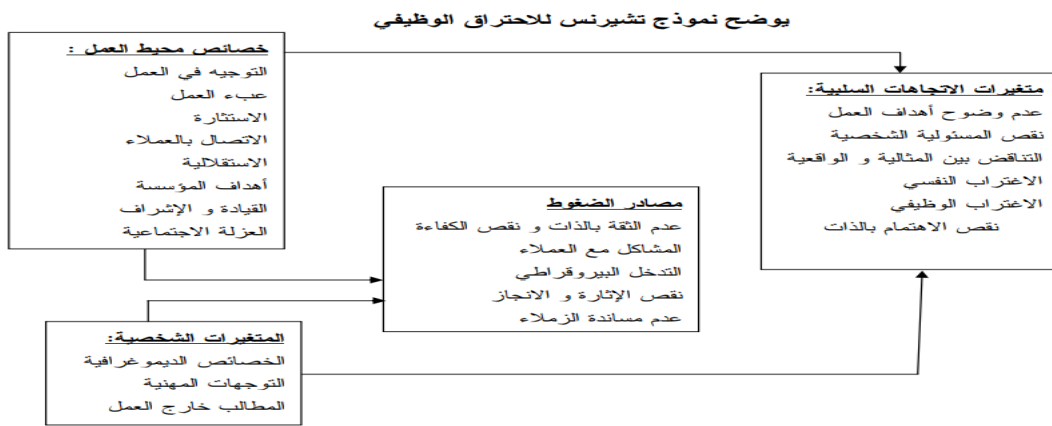 يوضح نموذج تشيرنس للاحتراق الوظيفي
خصائص محيط العمل :
التوجيه في العمل
عبء العمل
الاستثارة
الاتصال بالعملاء
الاستقلالية
أهداف المؤسسة
القيادة و الإشراف
العزلة الاجتماعية
متغيرات الاتجاهات السلبية:
عدم وضوح أهداف العمل
نقص المسئولية الشخصية
التناقض بين المثالية و الواقعية
الاغتراب النفسي
الاغتراب الوظيفي
نقص الاهتمام بالذات
مصادر الضغوط
عدم الثقة بالذات و نقص الكفاءة
المشاكل مع العملاء
التدخل البيروقراطي
نقص الإثارة و الانجاز
عدم مساندة الزملاء
المتغيرات الشخصية:
الخصائص الديموغرافية
التوجهات المهنية
المطالب خارج العمل